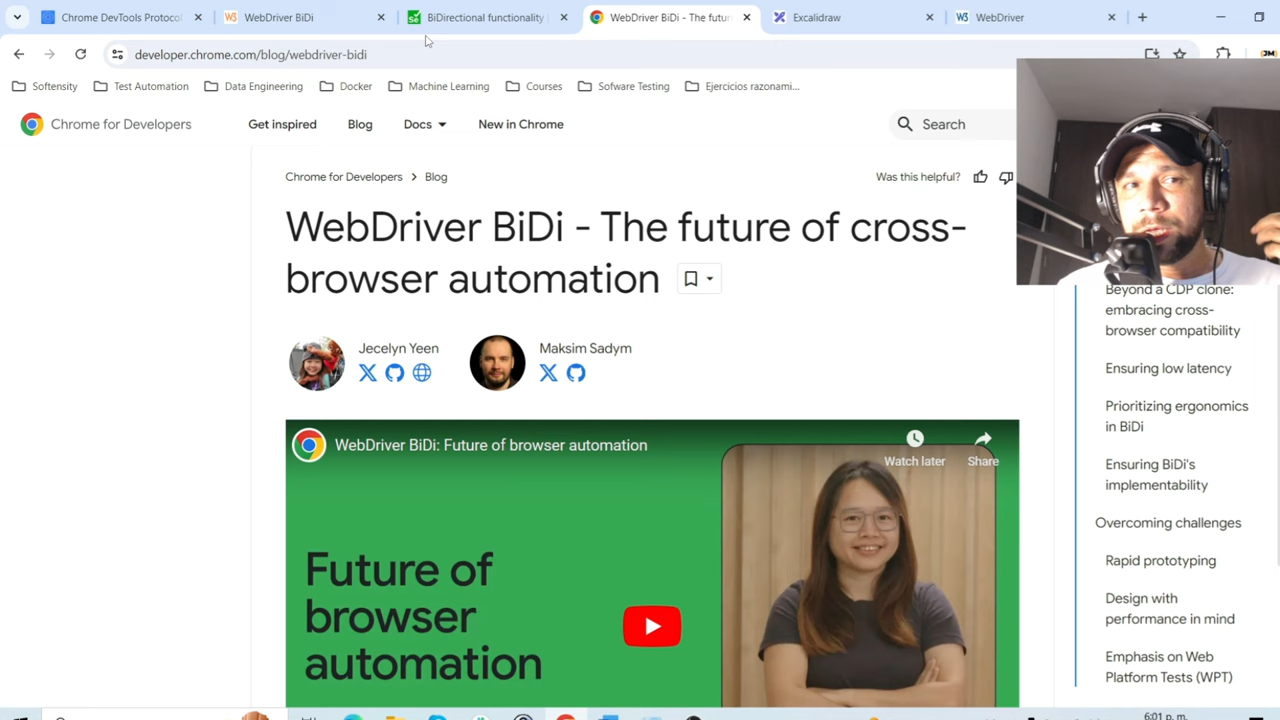 Chrome DevTools Protoco
WebDriver BiDi
BiDirectional functionality
WebDriver BiDi - The futur
Excalidraw
WebDriver
developer.chrome.com/blog/webdriver-bidi
Softensity
Test Automation
Data Engineering
Docker
Machine Learning
Courses
Sofware Testing
Ejercicios razonami...
Chrome for Developers
Get inspired
Blog
Docs
New in Chrome
Search
Chrome for Developers > Blog
Was this helpful?
WebDriver BiDi - The future of cross-
browser automation
Jecelyn Yeen
Maksim Sadym
WebDriver BiDi: Future of browser automation
Watch later
Share
Future of
browser
automation
Beyond a CDP clone:
embracing cross-
browser compatibility
Ensuring low latency
Prioritizing ergonomics
in BiDi
Ensuring BiDi's
implementability
Overcoming challenges
Rapid prototyping
Design with
performance in mind
Emphasis on Web
Platform Tests (WPT)
6:01 p. m.